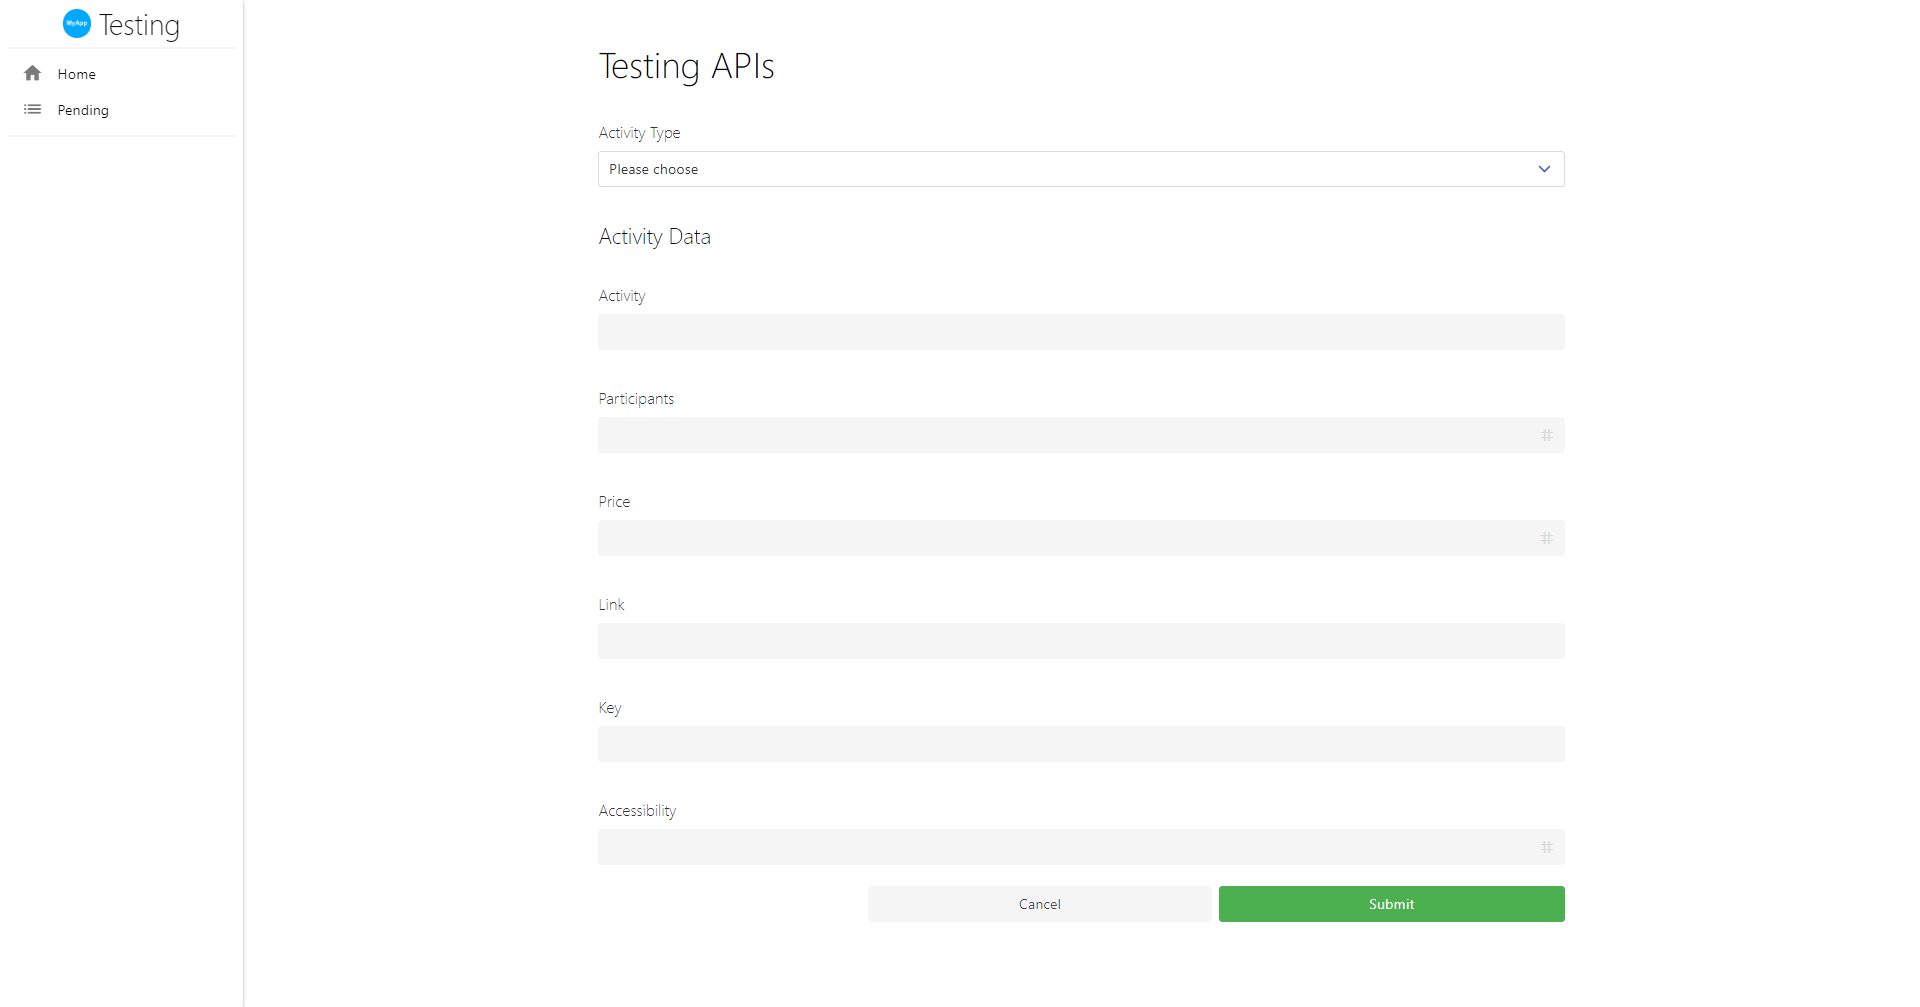 MyApp Testing
Home
Pending
Testing APIs
Activity Type
Please choose
Activity Data
Activity
Participants
#
Price
#
Link
Key
Accessibility
#
Cancel Submit